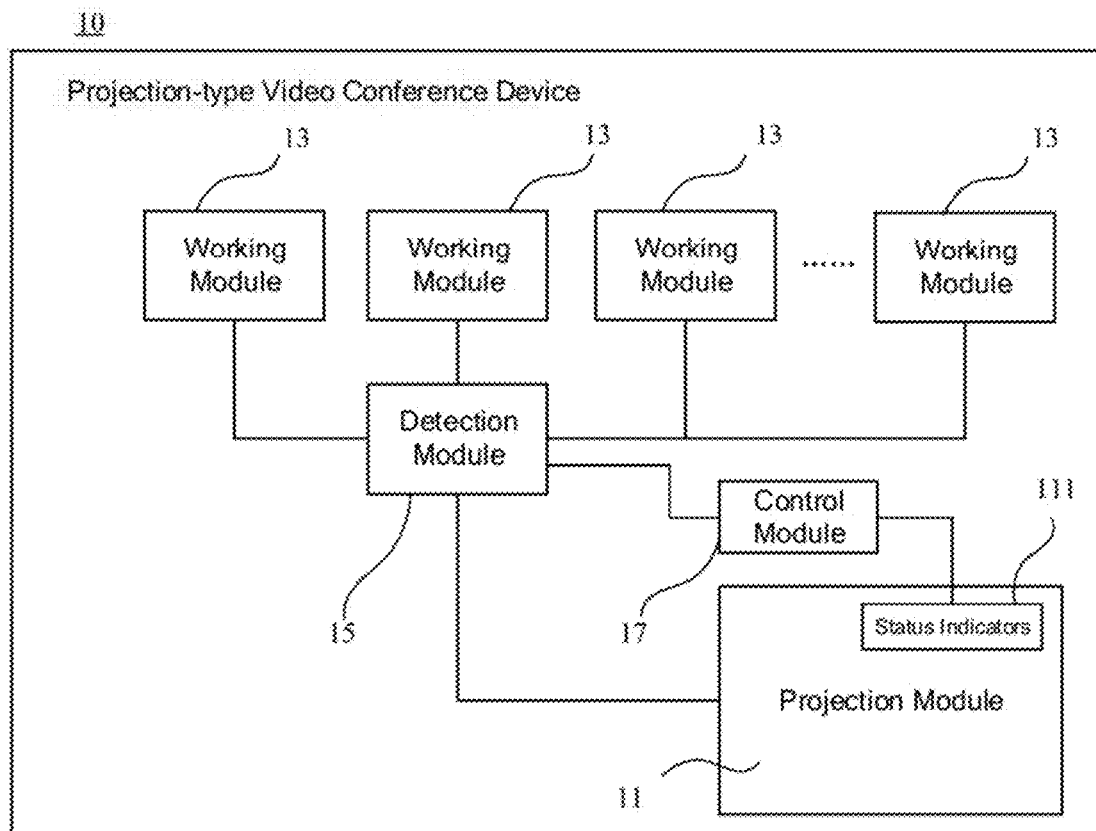 10
Projection-type Video Conference Device
13
13
13
13
Working
Module
Working
Module
Working
Module
......
Working
Module
Detection
Module
Control
Module
111
15
17
Status Indicators
Projection Module
11